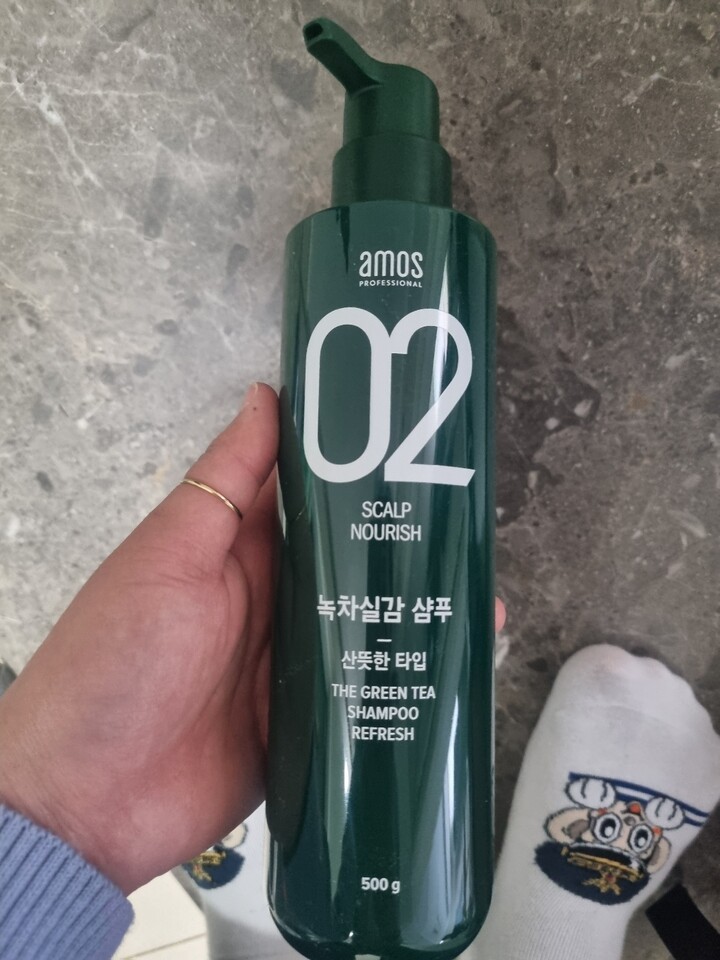 amos
PROFESSIONAL
02
SCALP
NOURISH
녹차실감 샴푸
산뜻한 타입
THE GREEN TEA
SHAMPOO
REFRESH
500 g